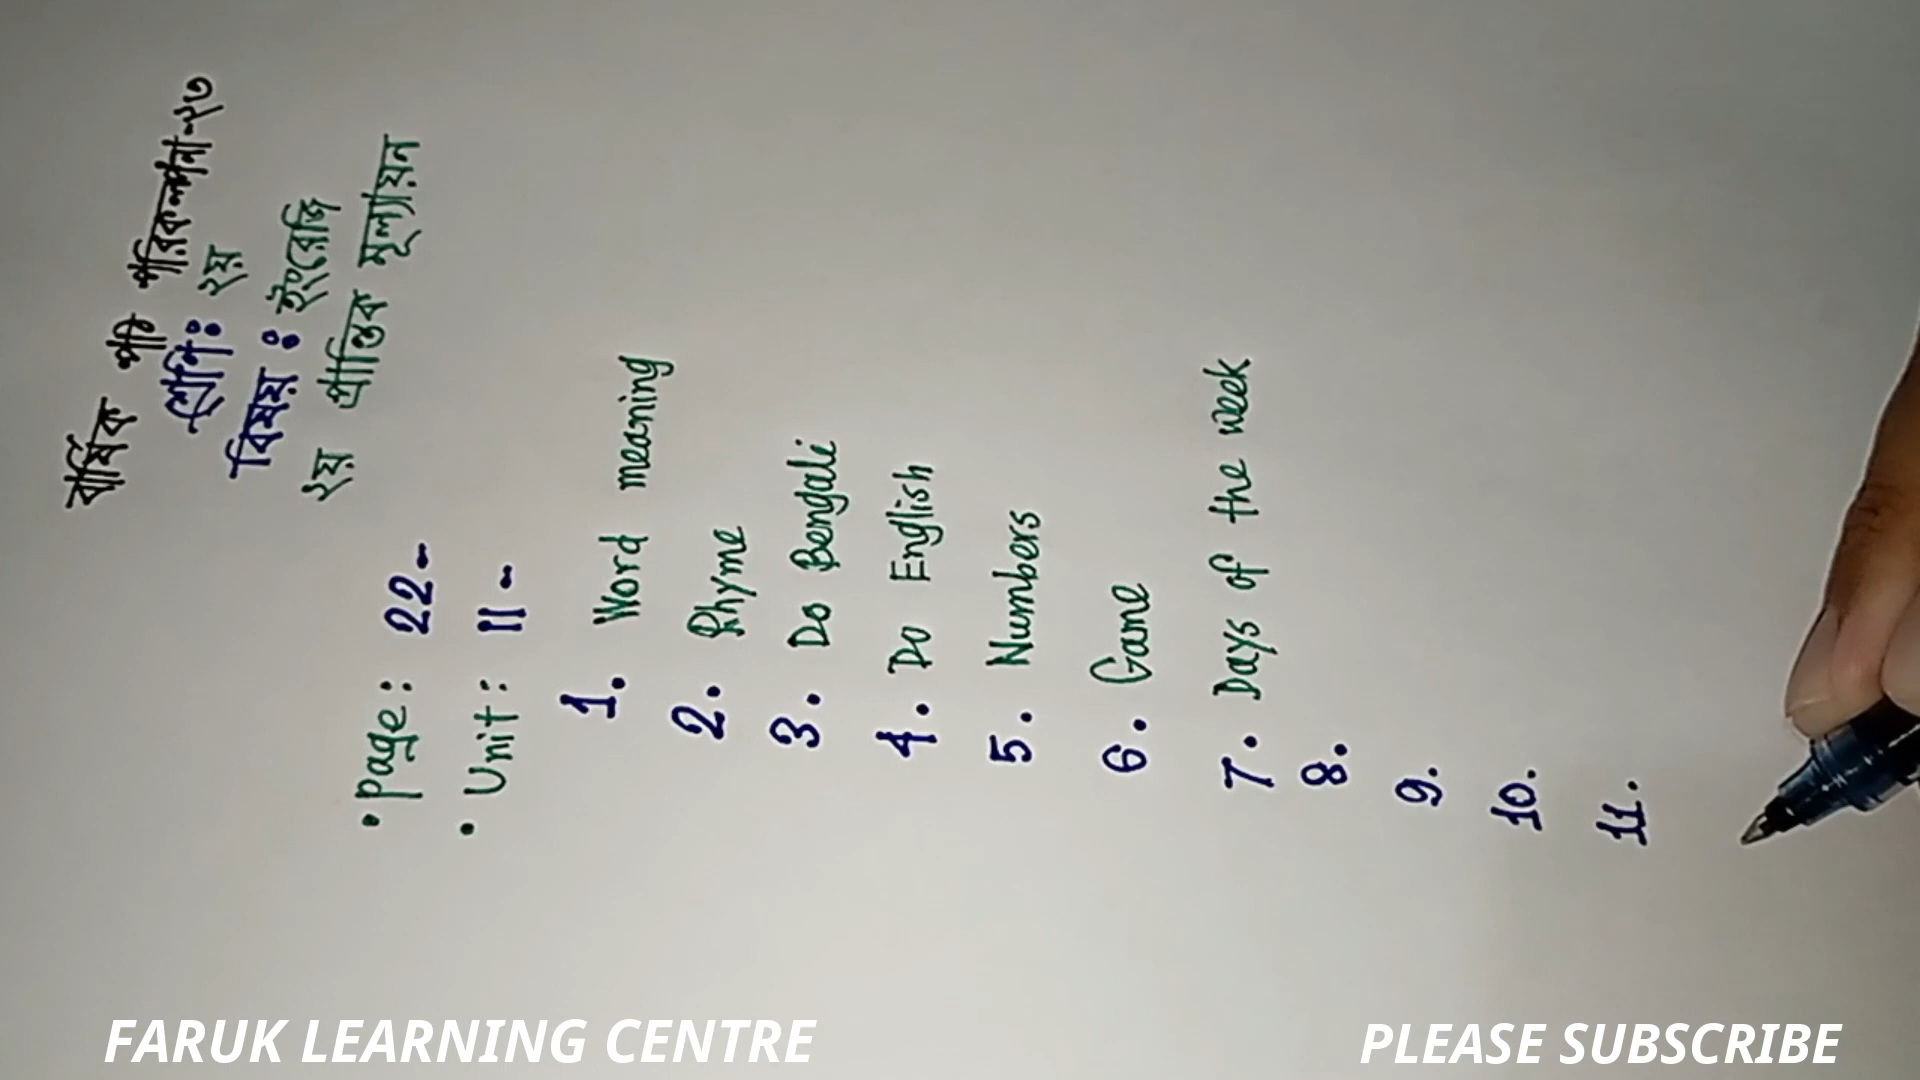 বার্ষিক পাঠ পরিকল্পনা-২৩
শ্রেণি: ২য়
বিষয়: ইংরেজি
২য় প্রান্তিক মূল্যায়ন
• Page: 22-
• Unit: 11-
1. Word meaning
2. Rhyme
3. Do Bengali
4. Do English
5. Numbers
6. Game
7. Days of the week
8.
9.
10.
11.
FARUK LEARNING CENTRE
PLEASE SUBSCRIBE